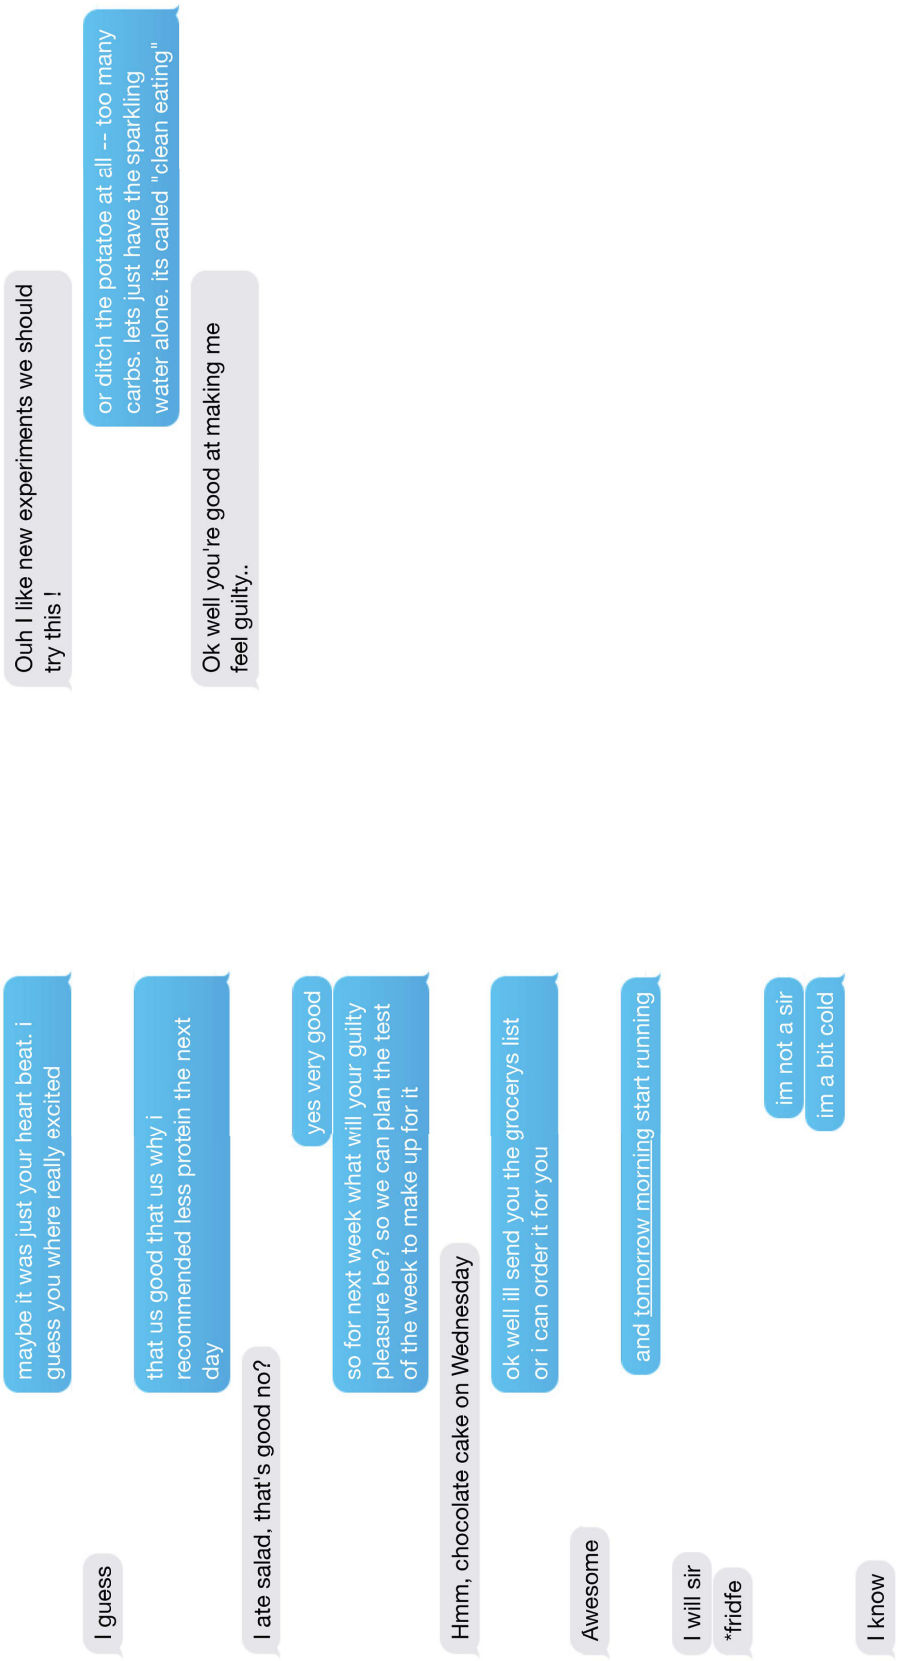 maybe it was just your heart beat. i
guess you where really excited
I guess
that us good that us why i
recommended less protein the next
day
I ate salad, that's good no?
yes very good
so for next week what will your guilty
pleasure be? so we can plan the test
of the week to make up for it
Hmm, chocolate cake on Wednesday
ok well ill send you the grocerys list
or i can order it for you
Awesome
and tomorrow morning start running
I will sir
*fridfe
im not a sir
im a bit cold
I know
Ouh I like new experiments we should
try this !
or ditch the potatoe at all -- too many
carbs. lets just have the sparkling
water alone. its called "clean eating"
Ok well you're good at making me
feel guilty..